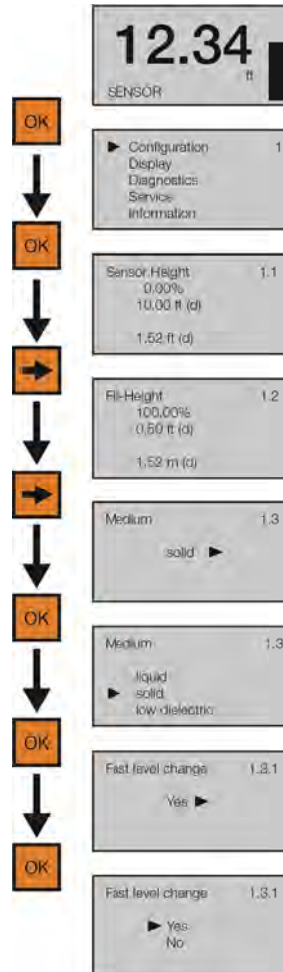 12.34
ft
SENSOR
OK
Configuration 1
Display
Diagnostics
Service
Information
OK
Sensor Height 1.1
0.00%
10.00 ft (d)
1.52 ft (d)
Fill-Height 1.2
100.00%
0.50 ft (d)
1.52 m (d)
Medium 1.3
solid
OK
Medium 1.3
liquid
solid
low dielectric
OK
Fast level change 1.3.1
Yes
OK
Fast level change 1.3.1
Yes
No